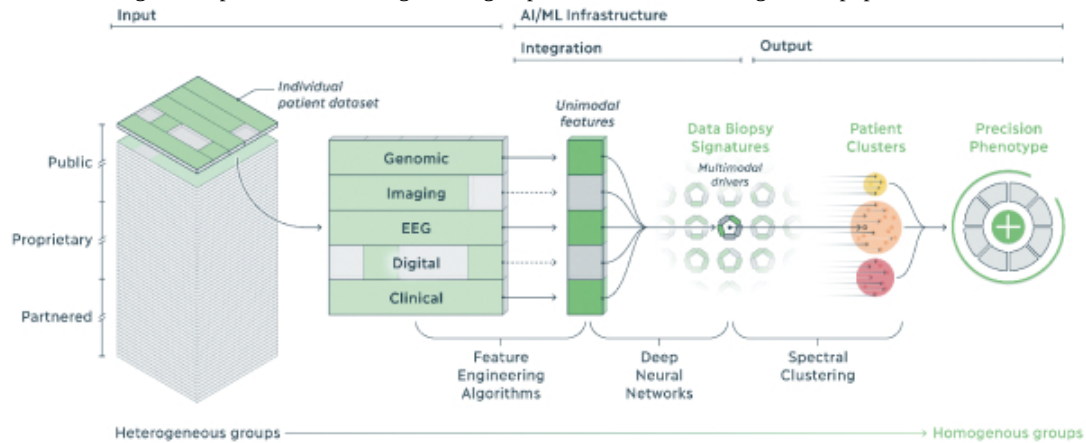 Input
AI/ML Infrastructure
Integration
Output
Individual
patient dataset
Unimodal
features
Data Biopsy
Signatures
Multimodal
drivers
Patient
Clusters
Precision
Phenotype
Public
Proprietary
Partnered
Genomic
Imaging
EEG
Digital
Clinical
Feature
Engineering
Algorithms
Deep
Neural
Networks
Spectral
Clustering
Heterogeneous groups
Homogenous groups